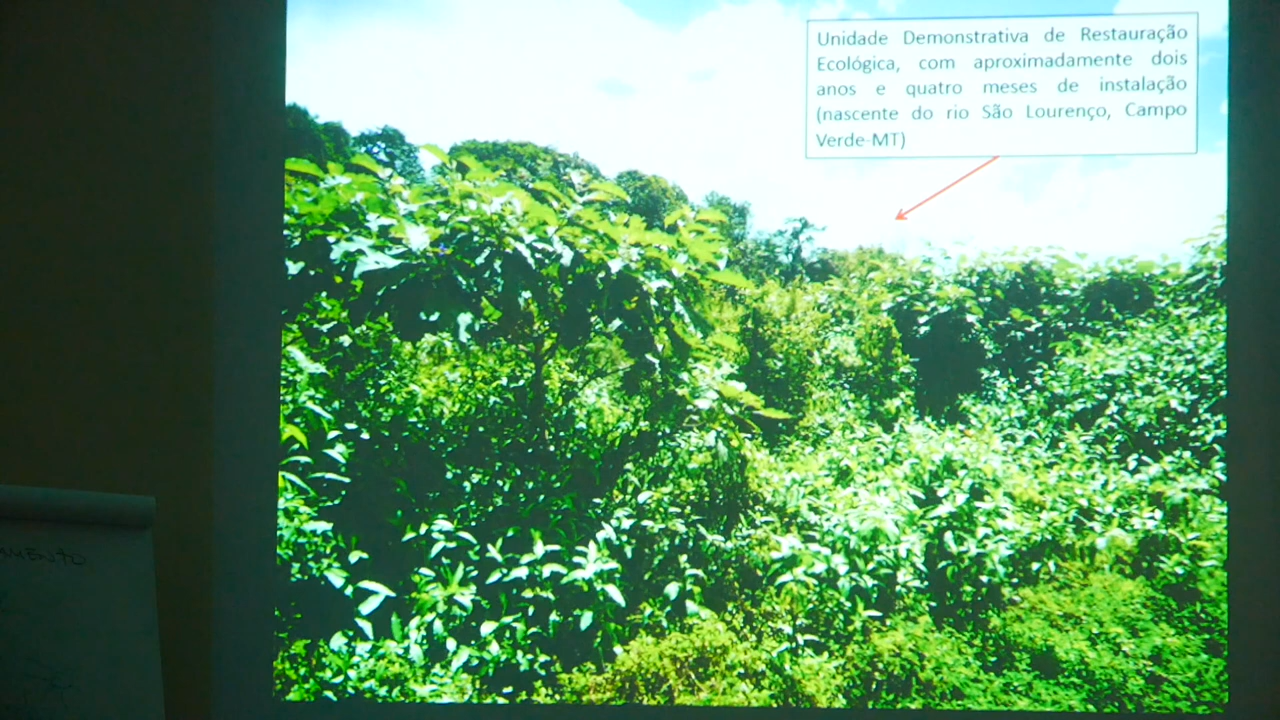 Unidade Demonstrativa de Restauração
Ecológica, com aproximadamente dois
anos e quatro meses de instalação
(nascente do rio São Lourenço, Campo
Verde-MT)
AMENTO